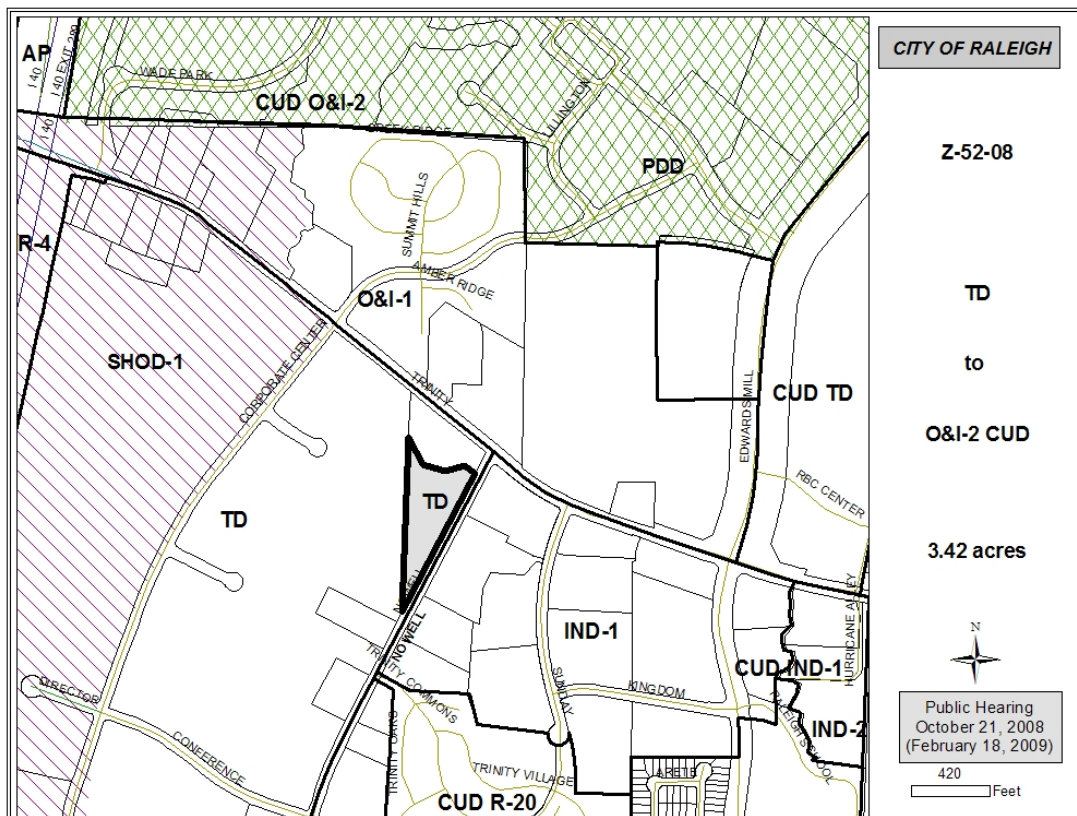 AP
I 40
I 40 EXIT 289
I 40
WADE PARK
CUD O&I-2
LILLINGTON
PDD
SUMMIT HILLS
R-4
AMBER RIDGE
O&I-1
SHOD-1
CORPORATE CENTER
TRINITY
EDWARDS MILL
CUD TD
RBC CENTER
TD
TD
NOWELL
IND-1
HURRICANE ALLEY
CUD IND-1
TRINITY COMMONS
SUNDAY
KINGDOM
DIRECTOR
RALEIGH SCHOOL
IND-2
CONFERENCE
TRINITY OAKS
TRINITY VILLAGE
ARETE
CUD R-20
CITY OF RALEIGH
Z-52-08
TD
to
O&I-2 CUD
3.42 acres
N
Public Hearing
October 21, 2008
(February 18, 2009)
420
Feet